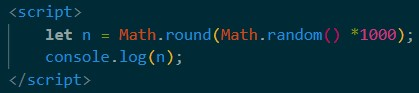 <script>
let n = Math.round(Math.random() *1000);
console.log(n);
</script>